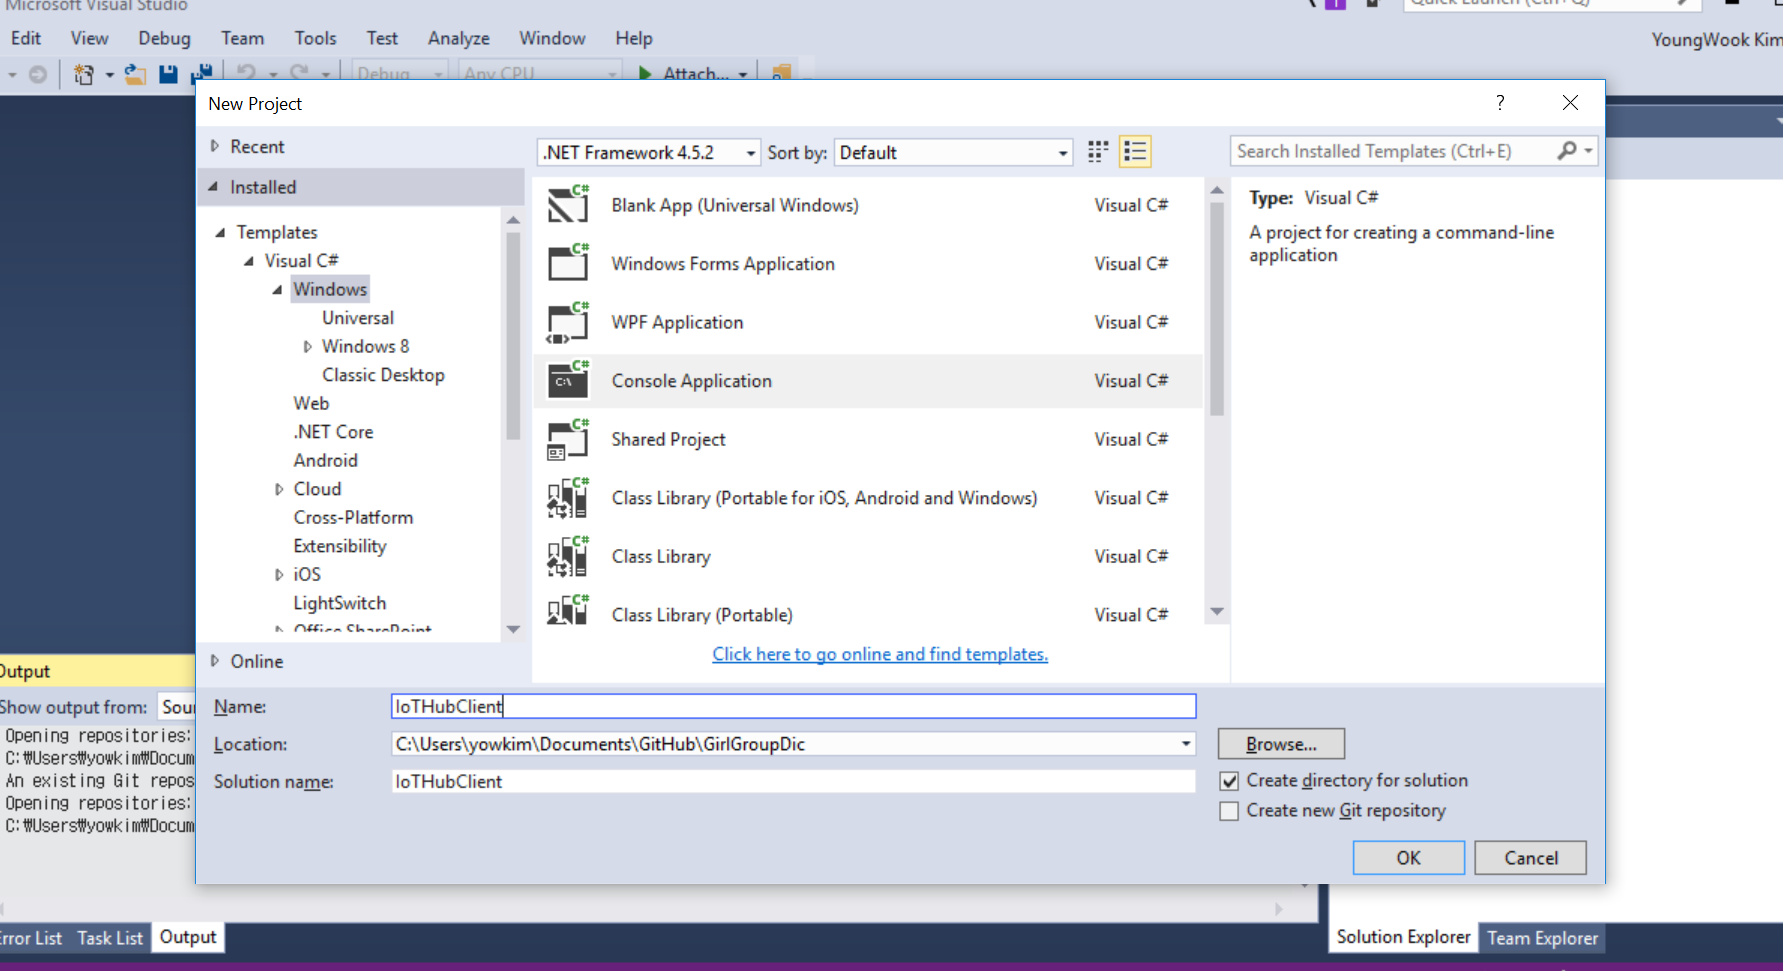 Microsoft Visual Studio
Quick Launch (Ctrl+Q)
Edit View Debug Team Tools Test Analyze Window Help
YoungWook Kim
Debug Any CPU Attach...
New Project
?
Recent
.NET Framework 4.5.2 Sort by: Default
Search Installed Templates (Ctrl+E)
Installed
Templates
Visual C#
Windows
Universal
Windows 8
Classic Desktop
Web
.NET Core
Android
Cloud
Cross-Platform
Extensibility
iOS
LightSwitch
Office SharePoint
Online
Blank App (Universal Windows) Visual C#
Windows Forms Application Visual C#
WPF Application Visual C#
Console Application Visual C#
Shared Project Visual C#
Class Library (Portable for iOS, Android and Windows) Visual C#
Class Library Visual C#
Class Library (Portable) Visual C#
Click here to go online and find templates.
Type: Visual C#
A project for creating a command-line
application
Name: IoTHubClient
Location: C:\Users\yowkim\Documents\GitHub\GirlGroupDic
Browse...
Solution name: IoTHubClient
Create directory for solution
Create new Git repository
OK Cancel
Output
Show output from: Sou
Opening repositories:
C:₩Users₩yowkim₩Docum
An existing Git repos
Opening repositories:
C:₩Users₩yowkim₩Docum
Error List Task List Output
Solution Explorer Team Explorer